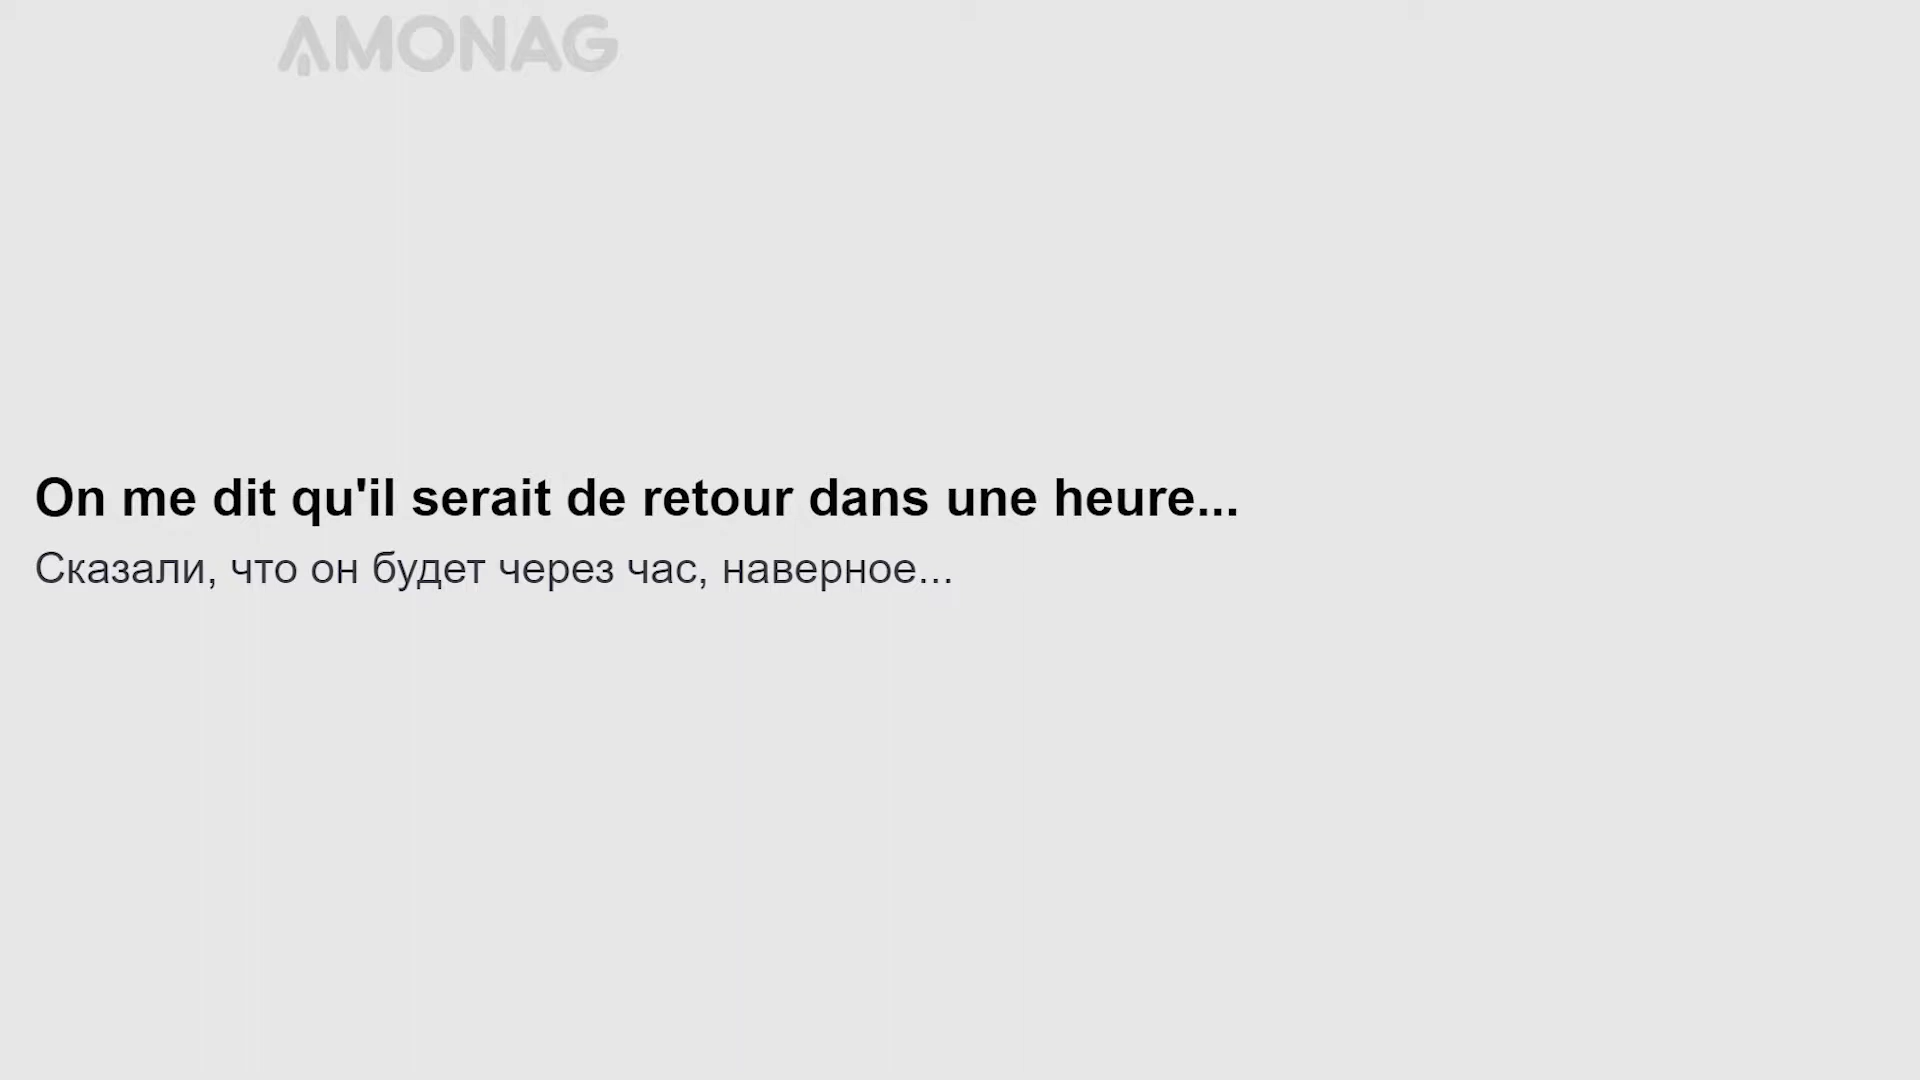 AMONAG
On me dit qu'il serait de retour dans une heure...
Сказали, что он будет через час, наверное...